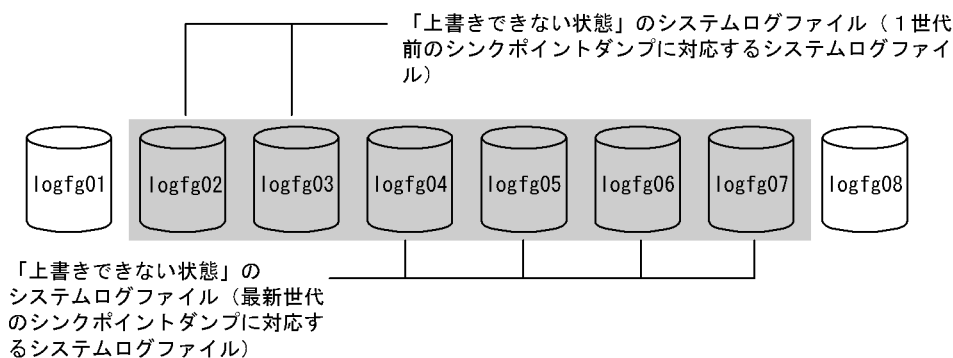 「上書きできない状態」のシステムログファイル（１世代
前のシンクポイントダンプに対応するシステムログファイ
ル）
logfg01
logfg02
logfg03
logfg04
logfg05
logfg06
logfg07
logfg08
「上書きできない状態」の
システムログファイル（最新世代
のシンクポイントダンプに対応す
るシステムログファイル）